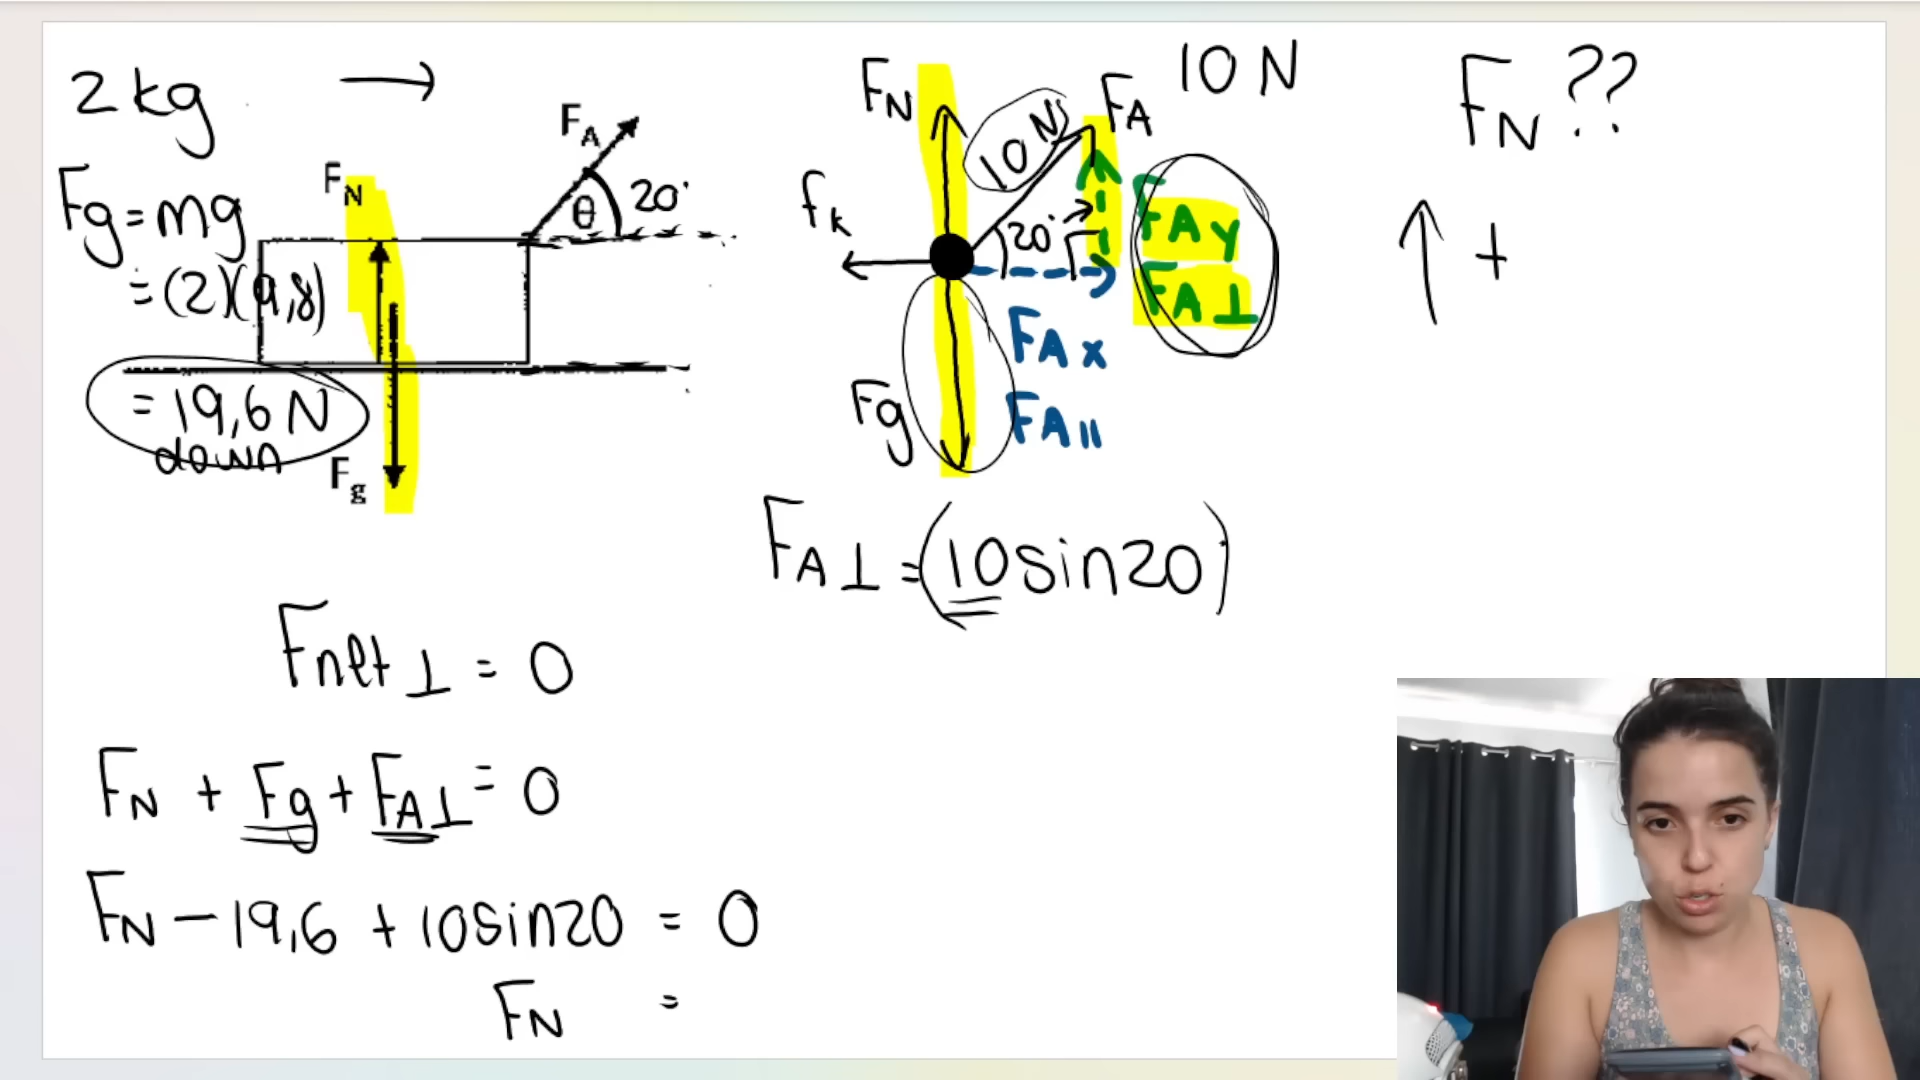 2kg
Fg = mg
= (2)(9,8)
= 19,6 N
down
FN
FA
θ 20°
Fg
FN
10 N
FA
10 N
fk
20°
FAy
FA⊥
FAx
FA||
Fg
FN ??
↑ +
FA⊥ = (10sin20)
Fnet⊥ = 0
FN + Fg + FA⊥ = 0
FN - 19,6 + 10sin20 = 0
FN =